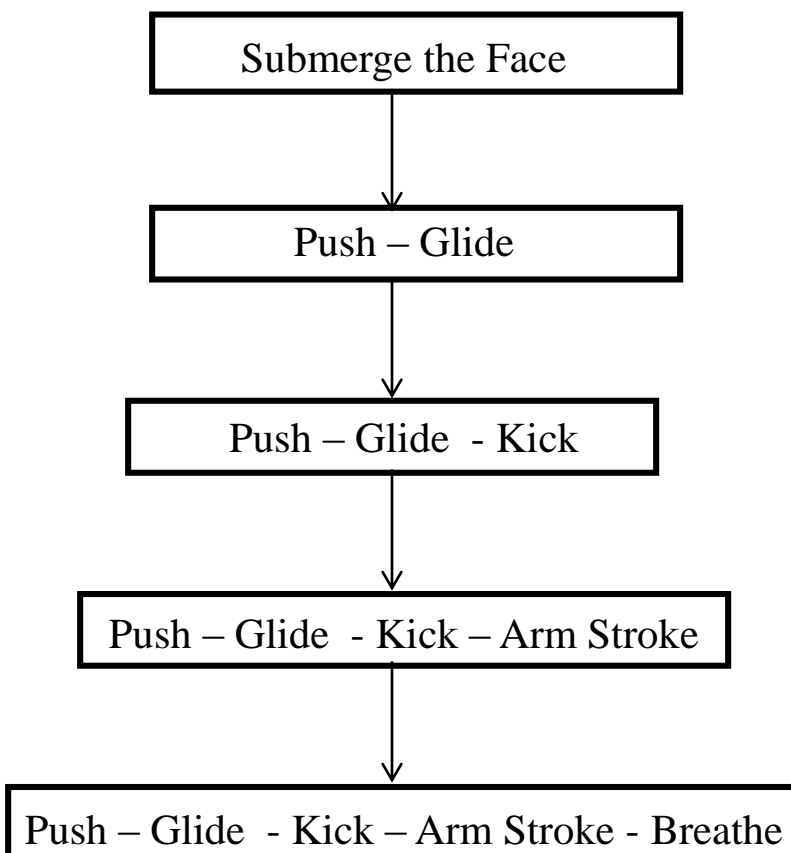 Submerge the Face
Push – Glide
Push – Glide - Kick
Push – Glide - Kick – Arm Stroke
Push – Glide - Kick – Arm Stroke - Breathe